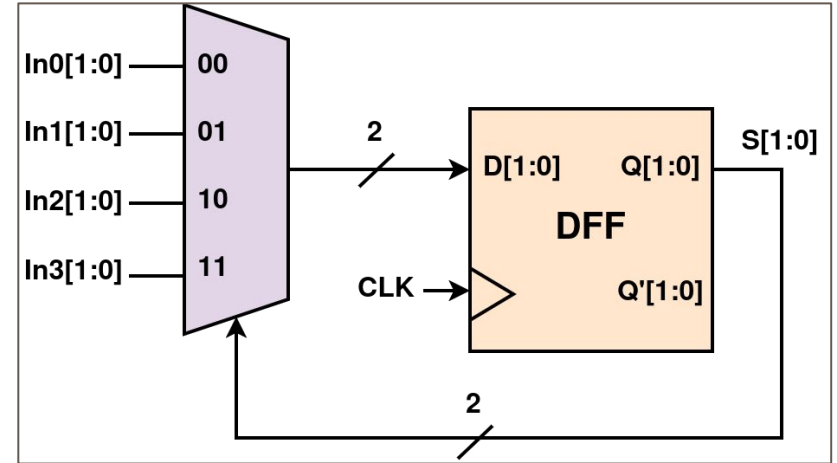 In0[1:0]
00
In1[1:0]
01
In2[1:0]
10
In3[1:0]
11
2
D[1:0]
Q[1:0]
S[1:0]
DFF
CLK
Q'[1:0]
2